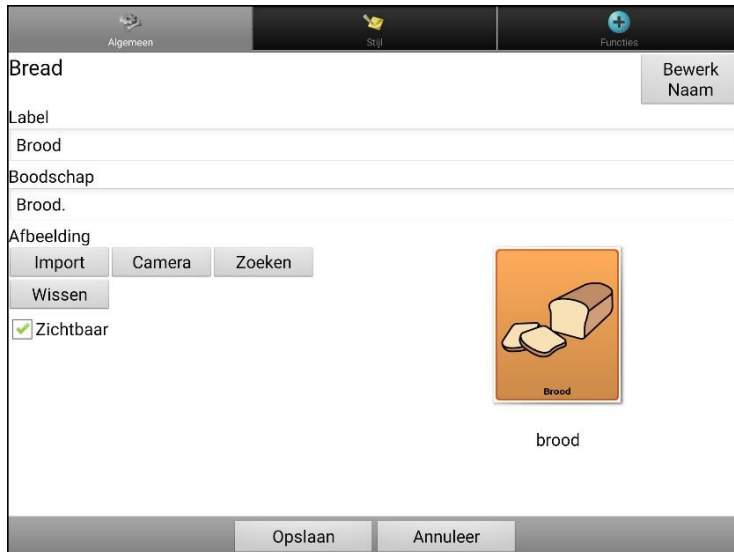 Algemeen
Stijl
Functies
Bread
Bewerk
Naam
Label
Brood
Boodschap
Brood.
Afbeelding
Import
Camera
Zoeken
Wissen
Zichtbaar
Brood
brood
Opslaan
Annuleer